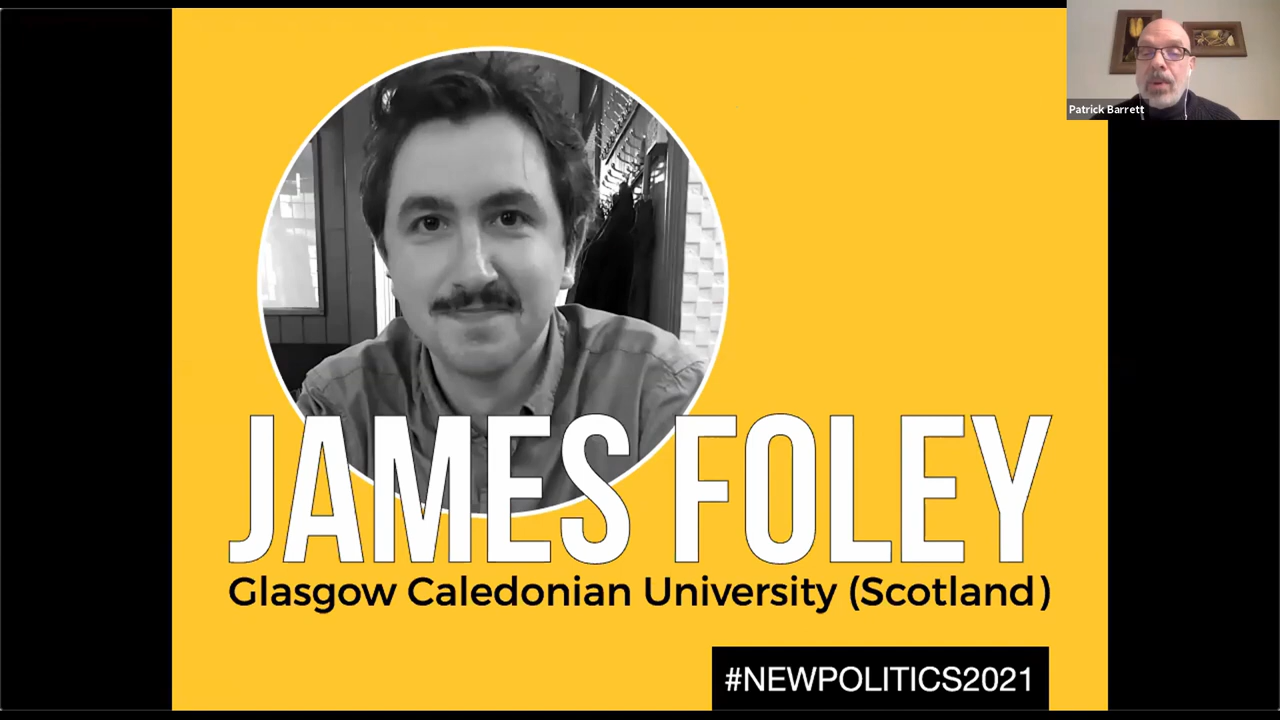 Patrick Barrett
JAMES FOLEY
Glasgow Caledonian University (Scotland)
#NEWPOLITICS2021